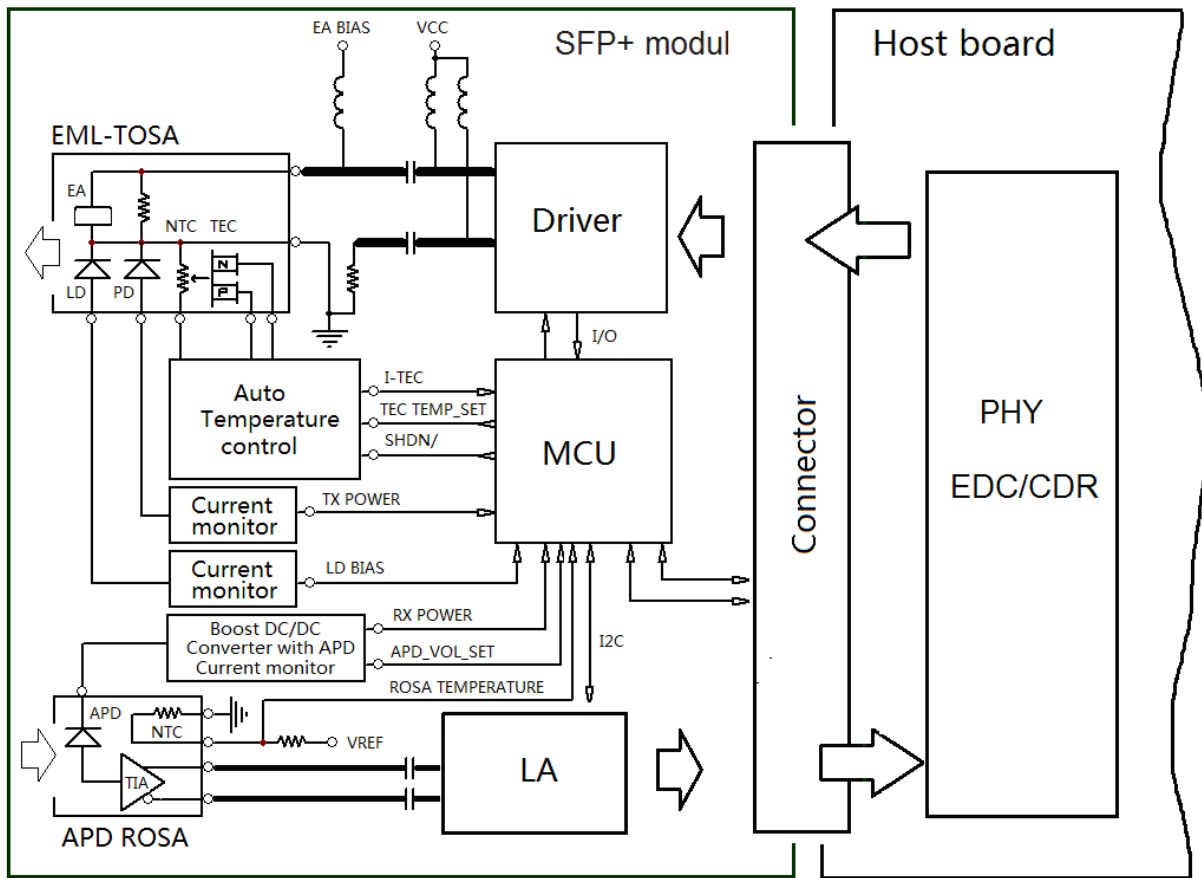 EA BIAS
VCC
SFP+ modul
Host board
EML-TOSA
EA
NTC
TEC
N
P
LD
PD
Driver
I/O
Auto
Temperature
control
I-TEC
TEC TEMP_SET
SHDN/
MCU
Connector
PHY
EDC/CDR
Current
monitor
TX POWER
Current
monitor
LD BIAS
Boost DC/DC
Converter with APD
Current monitor
RX POWER
APD_VOL_SET
I2C
ROSA TEMPERATURE
APD
NTC
VREF
TIA
LA
APD ROSA